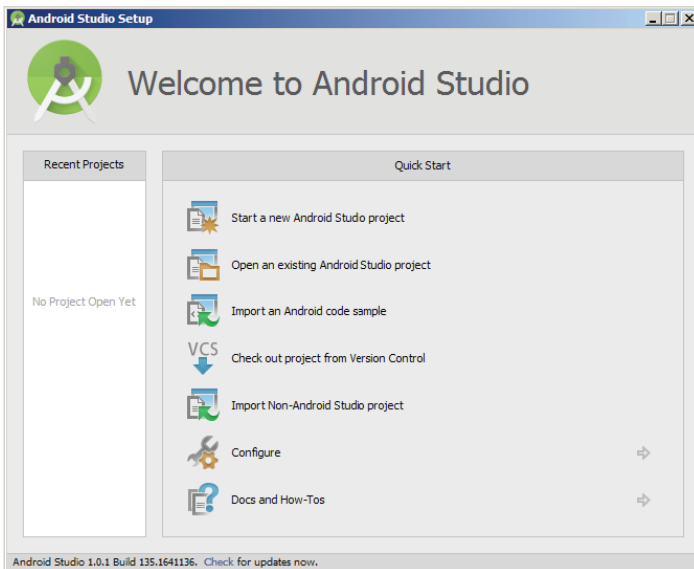 Android Studio Setup
Welcome to Android Studio
Recent Projects
No Project Open Yet
Quick Start
Start a new Android Studo project
Open an existing Android Studio project
Import an Android code sample
VCS
Check out project from Version Control
Import Non-Android Studio project
Configure
Docs and How-Tos
Android Studio 1.0.1 Build 135.1641136. Check for updates now.